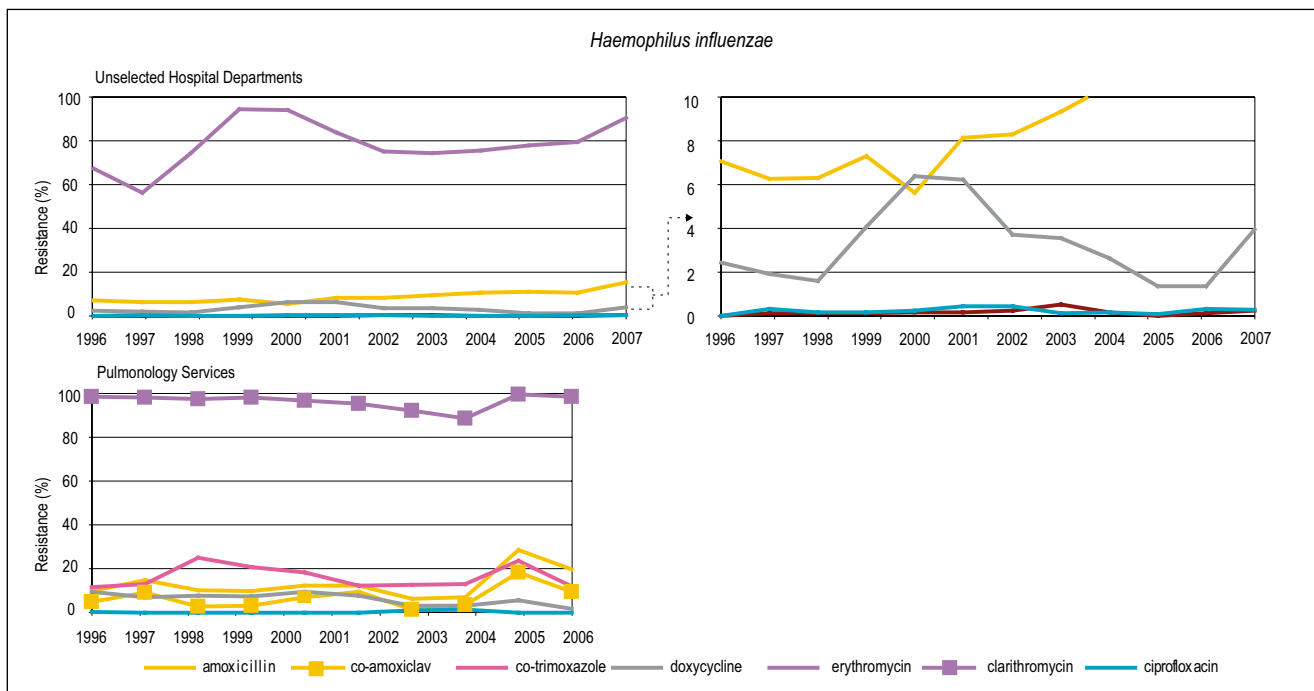 Haemophilus influenzae
Unselected Hospital Departments
Resistance (%)
100
80
60
40
20
0
1996 1997 1998 1999 2000 2001 2002 2003 2004 2005 2006 2007
10
8
6
4
2
0
1996 1997 1998 1999 2000 2001 2002 2003 2004 2005 2006 2007
Pulmonology Services
Resistance (%)
100
80
60
40
20
0
1996 1997 1998 1999 2000 2001 2002 2003 2004 2005 2006
amoxicillin co-amoxiclav co-trimoxazole doxycycline erythromycin clarithromycin ciprofloxacin